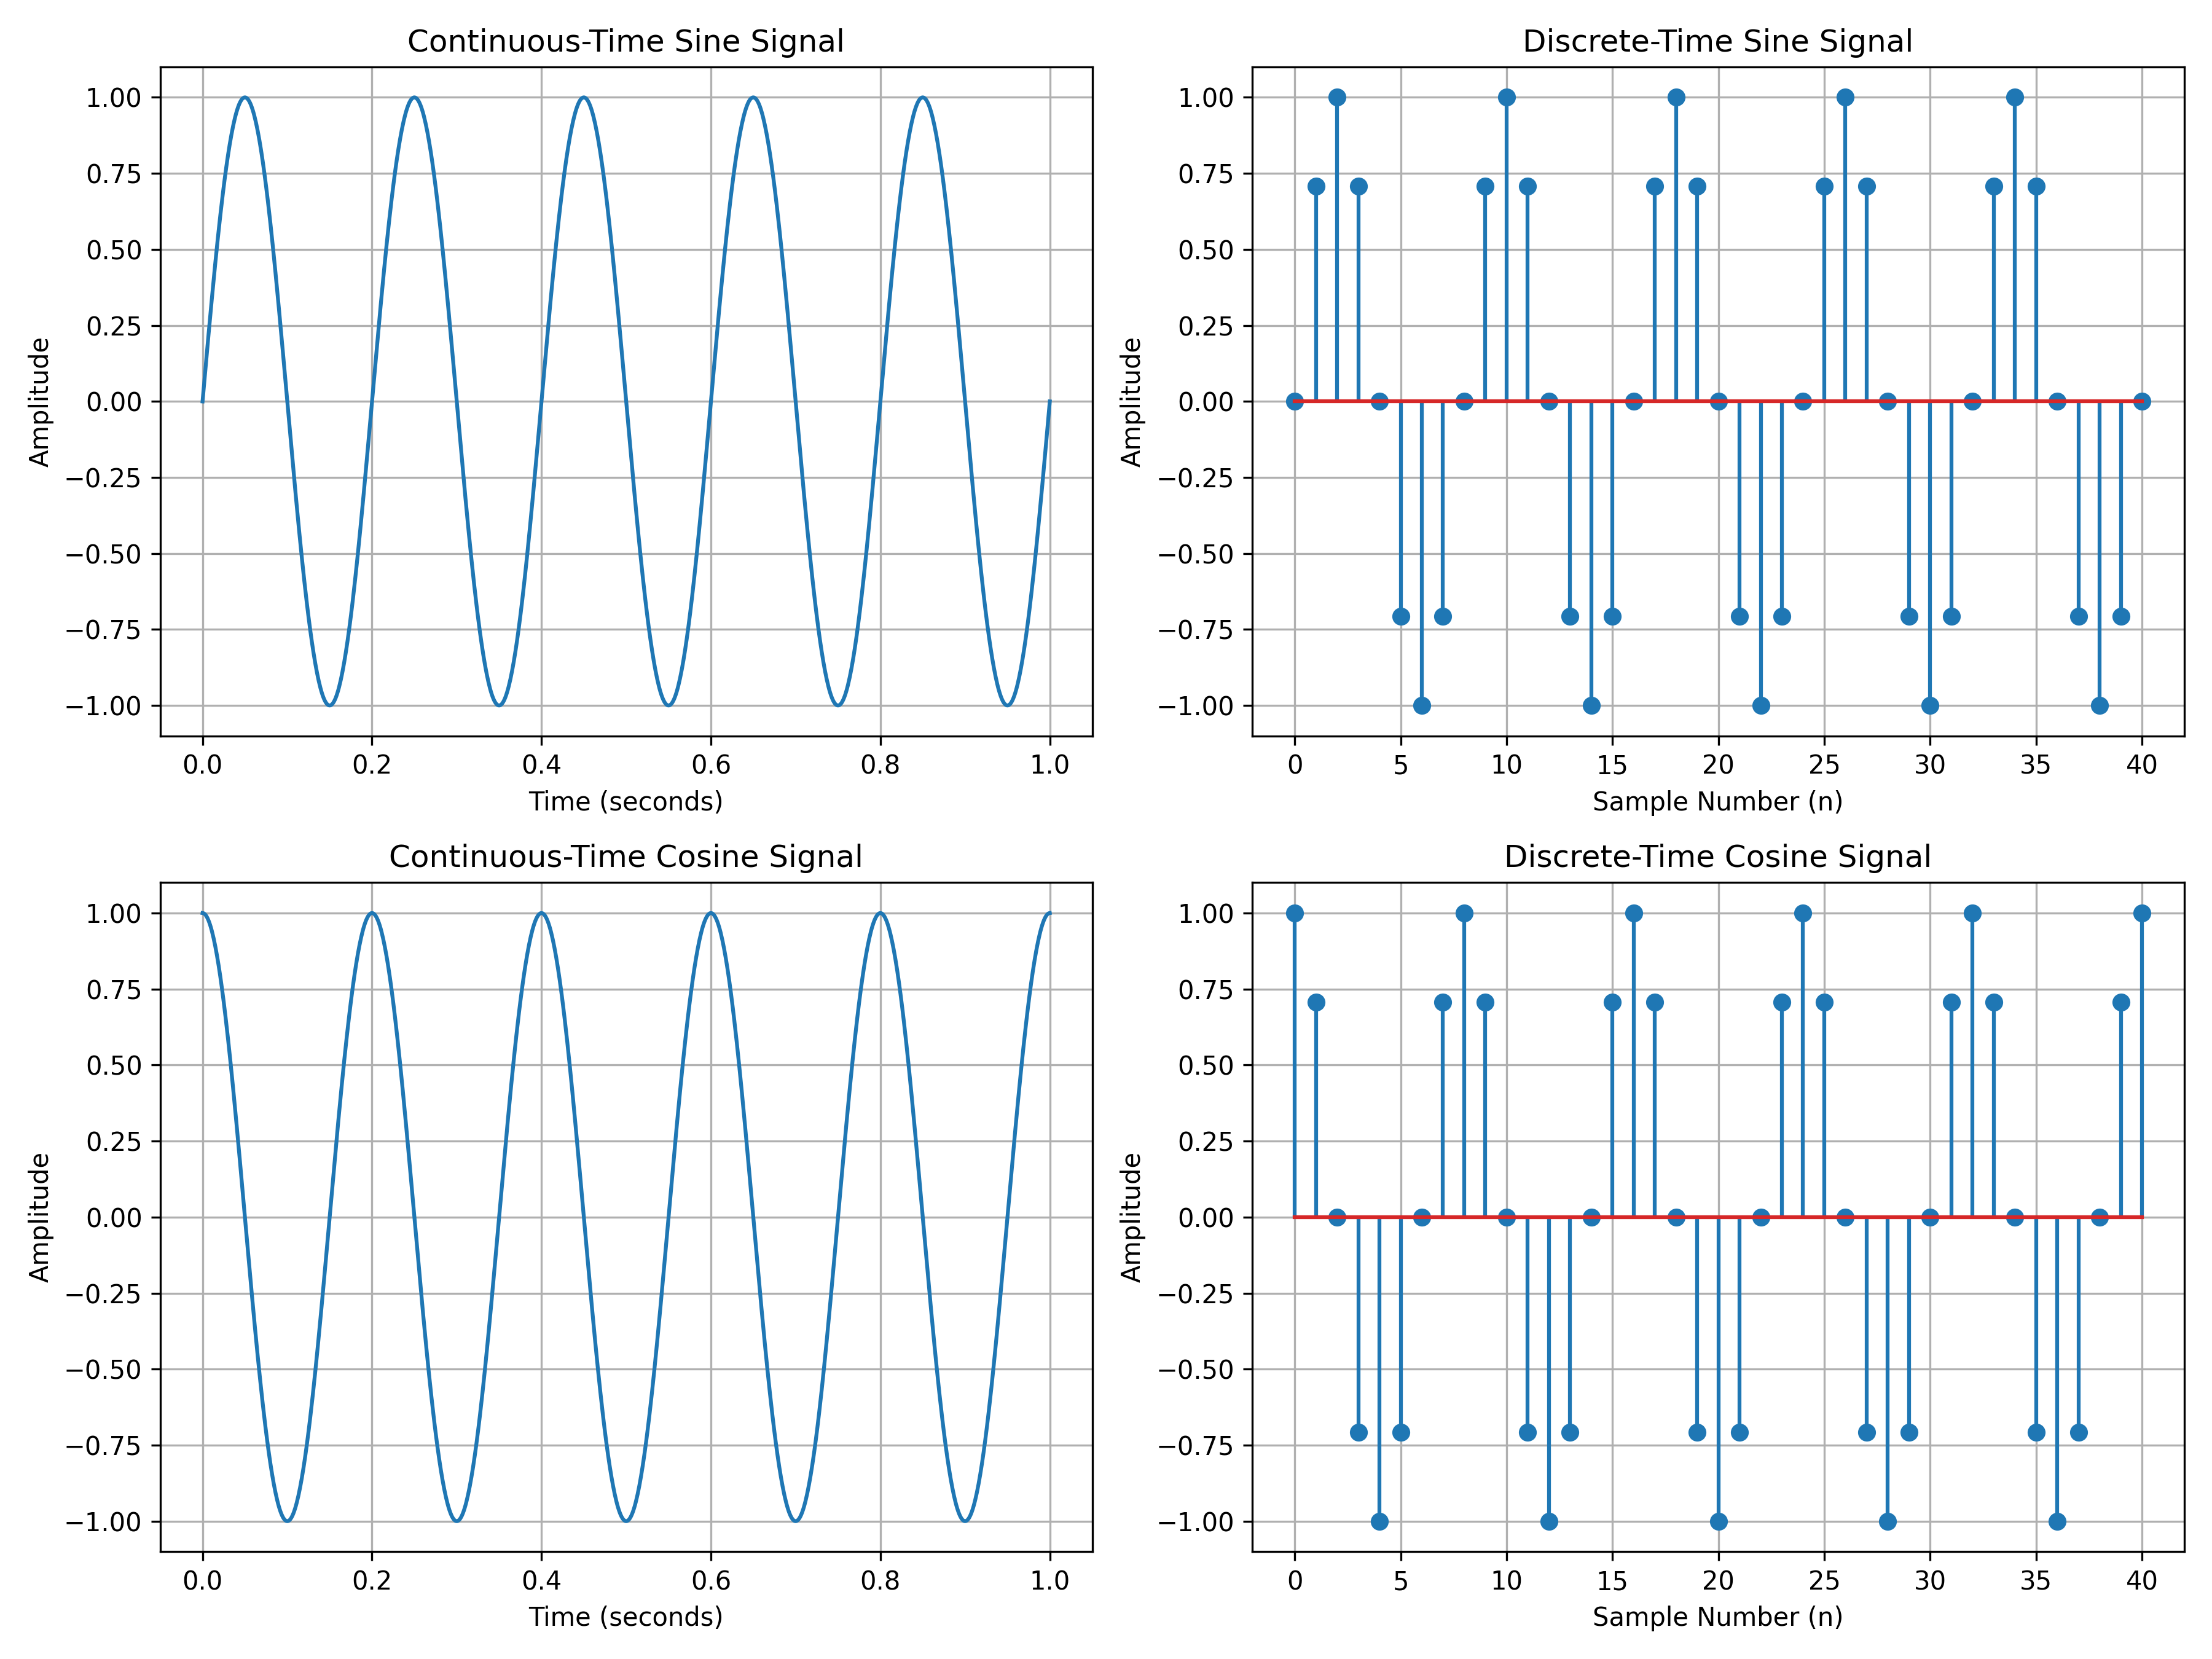 Continuous-Time Sine Signal
1.00
0.75
0.50
0.25
0.00
−0.25
−0.50
−0.75
−1.00
Amplitude
0.0 0.2 0.4 0.6 0.8 1.0
Time (seconds)
Discrete-Time Sine Signal
1.00
0.75
0.50
0.25
0.00
−0.25
−0.50
−0.75
−1.00
Amplitude
0 5 10 15 20 25 30 35 40
Sample Number (n)
Continuous-Time Cosine Signal
1.00
0.75
0.50
0.25
0.00
−0.25
−0.50
−0.75
−1.00
Amplitude
0.0 0.2 0.4 0.6 0.8 1.0
Time (seconds)
Discrete-Time Cosine Signal
1.00
0.75
0.50
0.25
0.00
−0.25
−0.50
−0.75
−1.00
Amplitude
0 5 10 15 20 25 30 35 40
Sample Number (n)